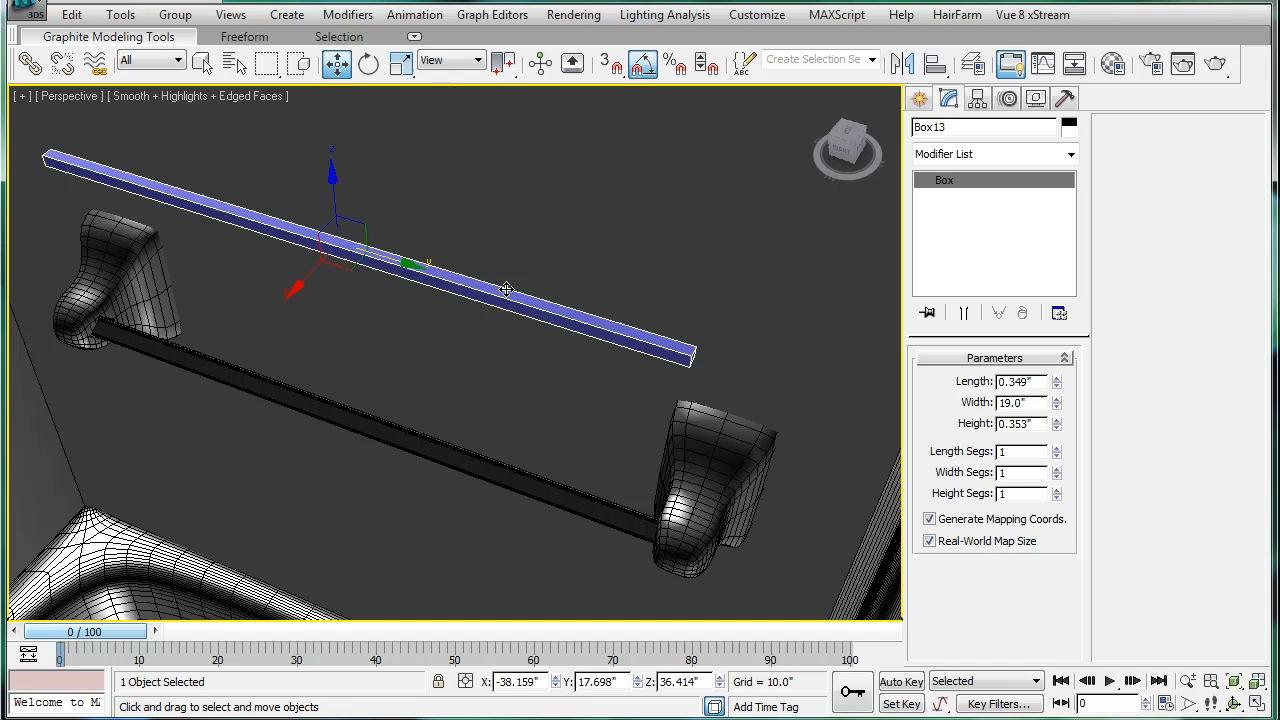 3DS Edit Tools Group Views Create Modifiers Animation Graph Editors Rendering Lighting Analysis Customize MAXScript Help HairFarm Vue 8 xStream
Graphite Modeling Tools Freeform Selection
All View 3 ABC Create Selection Se
[ + ] [ Perspective ] [ Smooth + Highlights + Edged Faces ]
RIGHT
z
y
Box13
Modifier List
Box
Parameters
Length: 0.349"
Width: 19.0"
Height: 0.353"
Length Segs: 1
Width Segs: 1
Height Segs: 1
Generate Mapping Coords.
Real-World Map Size
0 / 100
0 10 20 30 40 50 60 70 80 90 100
1 Object Selected X: -38.159" Y: 17.698" Z: 36.414" Grid = 10.0" Auto Key Selected
Welcome to M Click and drag to select and move objects Add Time Tag Set Key Key Filters... 0